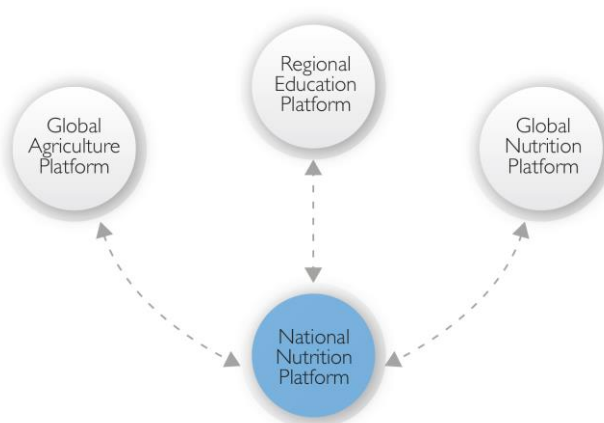 Regional
Education
Platform
Global
Agriculture
Platform
Global
Nutrition
Platform
National
Nutrition
Platform